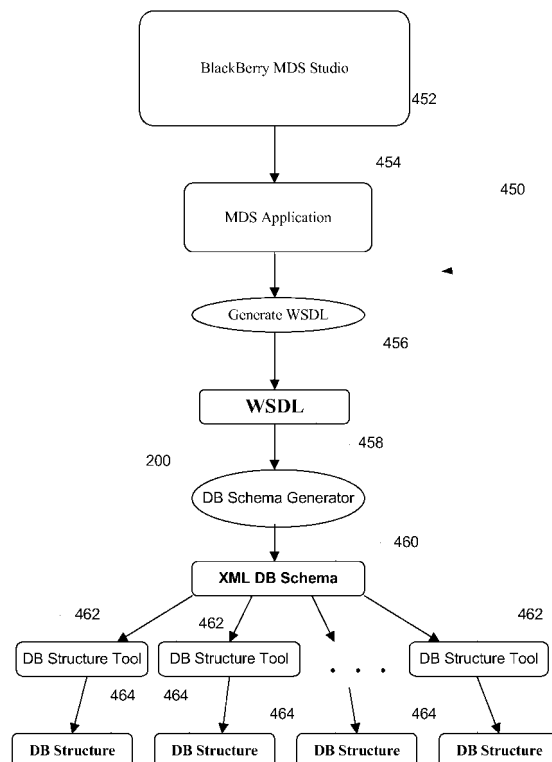 BlackBerry MDS Studio
452
454
450
MDS Application
Generate WSDL
456
WSDL
458
200
DB Schema Generator
460
XML DB Schema
462 462 462
DB Structure Tool DB Structure Tool . . . DB Structure Tool
464 464 464 464
DB Structure DB Structure DB Structure DB Structure